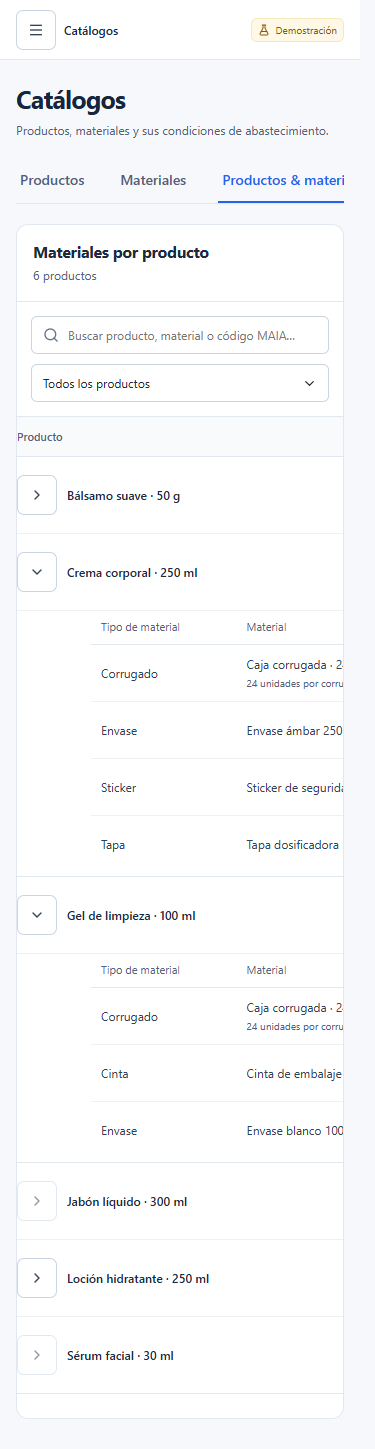 Catálogos
Demostración
Catálogos
Productos, materiales y sus condiciones de abastecimiento.
Productos Materiales Productos & materi
Materiales por producto
6 productos
Buscar producto, material o código MAIA...
Todos los productos
Producto
Bálsamo suave · 50 g
Crema corporal · 250 ml
Tipo de material Material
Corrugado Caja corrugada · 2
24 unidades por corru
Envase Envase ámbar 250
Sticker Sticker de segurida
Tapa Tapa dosificadora
Gel de limpieza · 100 ml
Tipo de material Material
Corrugado Caja corrugada · 2
24 unidades por corru
Cinta Cinta de embalaje
Envase Envase blanco 100
Jabón líquido · 300 ml
Loción hidratante · 250 ml
Sérum facial · 30 ml